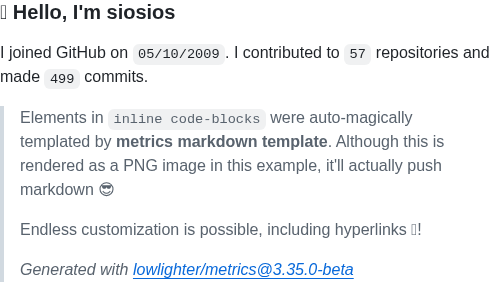 Hello, I'm siosios
I joined GitHub on 05/10/2009. I contributed to 57 repositories and
made 499 commits.
Elements in inline code-blocks were auto-magically
templated by metrics markdown template. Although this is
rendered as a PNG image in this example, it'll actually push
markdown 😎
Endless customization is possible, including hyperlinks !
Generated with lowlighter/metrics@3.35.0-beta